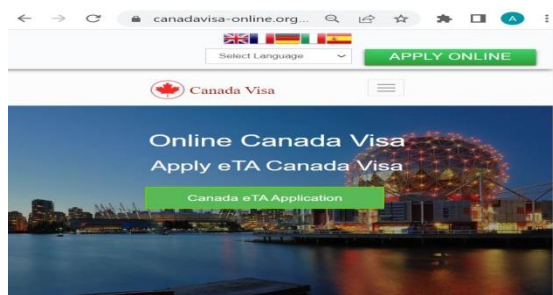 canadavisa-online.org...
A
Select Language
APPLY ONLINE
Canada Visa
Online Canada Visa
Apply eTA Canada Visa
Canada eTA Application